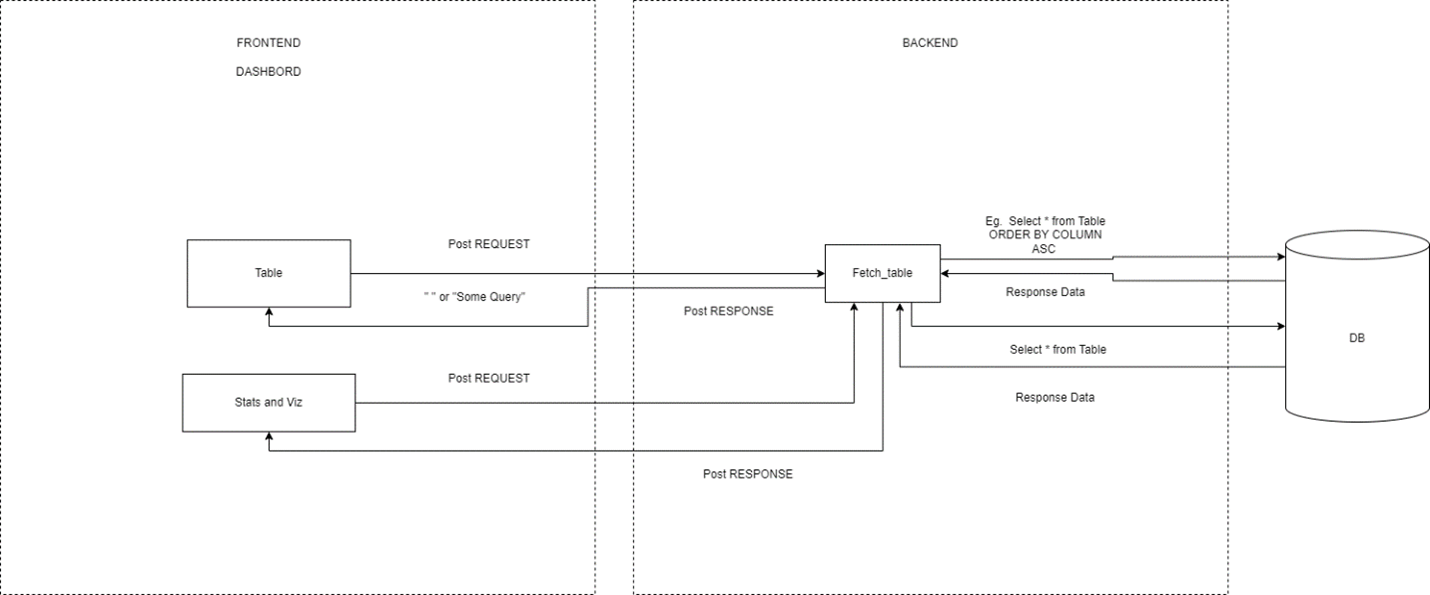 FRONTEND
DASHBORD
BACKEND
Eg. Select * from Table
ORDER BY COLUMN
ASC
Post REQUEST
Table
Fetch_table
" " or "Some Query"
Response Data
Post RESPONSE
DB
Select * from Table
Post REQUEST
Stats and Viz
Response Data
Post RESPONSE